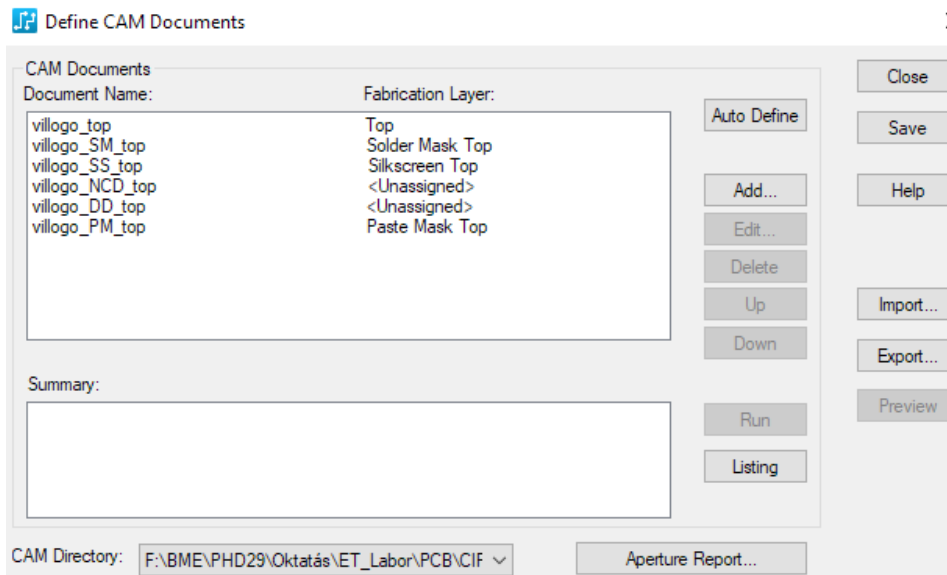 Define CAM Documents
CAM Documents
Document Name: Fabrication Layer:
villogo_top Top
villogo_SM_top Solder Mask Top
villogo_SS_top Silkscreen Top
villogo_NCD_top <Unassigned>
villogo_DD_top <Unassigned>
villogo_PM_top Paste Mask Top
Auto Define
Add...
Edit...
Delete
Up
Down
Summary:
Run
Listing
Close
Save
Help
Import...
Export...
Preview
CAM Directory: F:\BME\PHD29\Oktatás\ET_Labor\PCB\CIF Aperture Report...